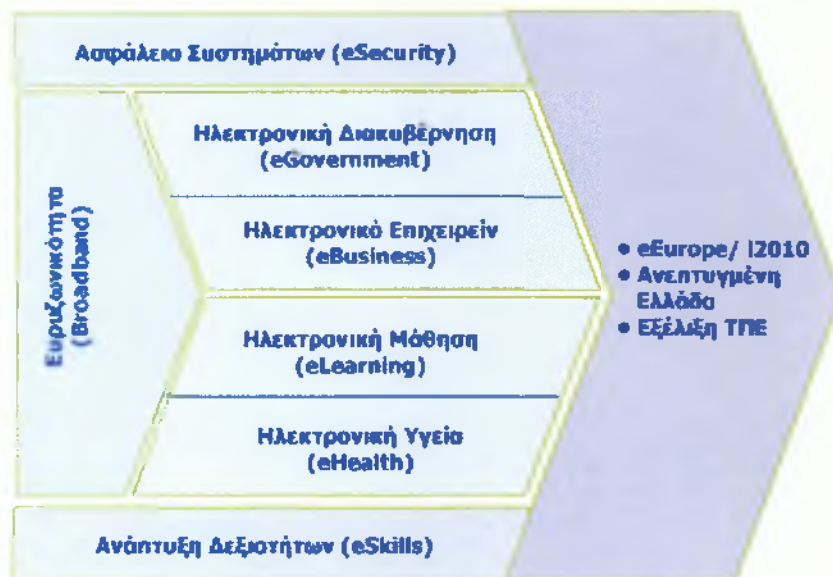 Ασφάλεια Συστημάτων (eSecurity)
Ευρυζωνικότητα
(Broadband)
Ηλεκτρονική Διακυβέρνηση
(eGovernment)
Ηλεκτρονικό Επιχειρείν
(eBusiness)
Ηλεκτρονική Μάθηση
(eLearning)
Ηλεκτρονική Υγεία
(eHealth)
Ανάπτυξη Δεξιοτήτων (eSkills)
• eEurope/ i2010
• Ανεπτυγμένη
Ελλάδα
• Εξέλιξη ΤΠΕ